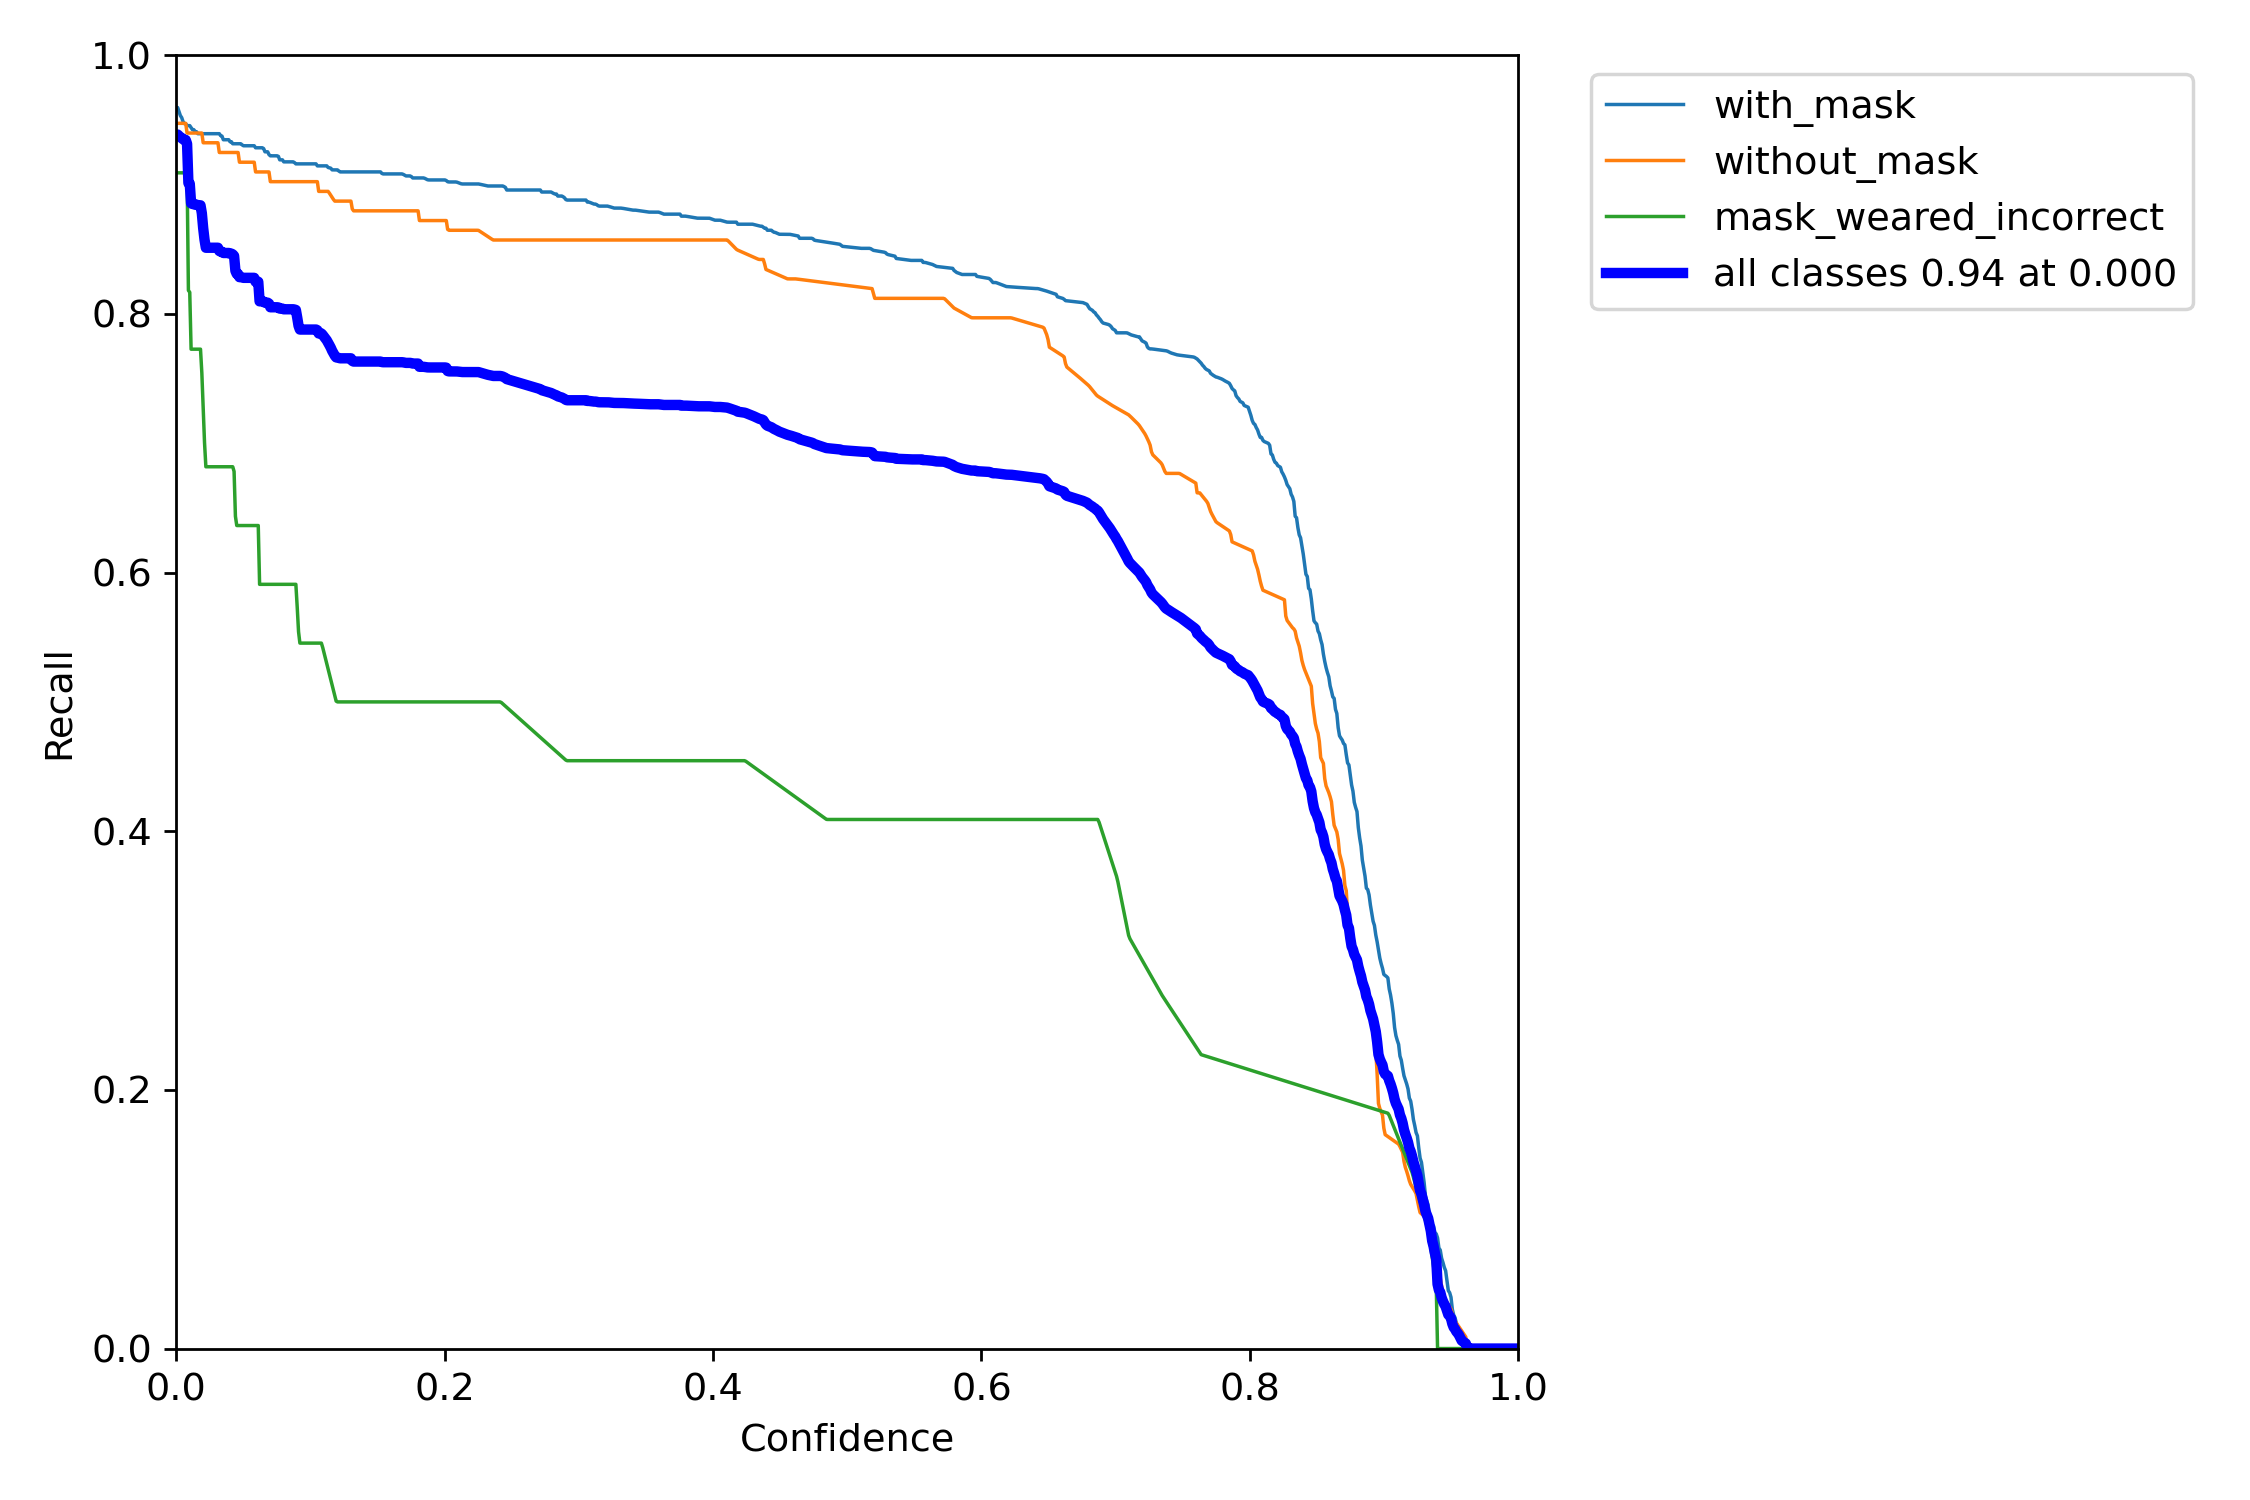 1.0
0.8
0.6
0.4
0.2
0.0
Recall
0.0 0.2 0.4 0.6 0.8 1.0
Confidence
with_mask
without_mask
mask_weared_incorrect
all classes 0.94 at 0.000